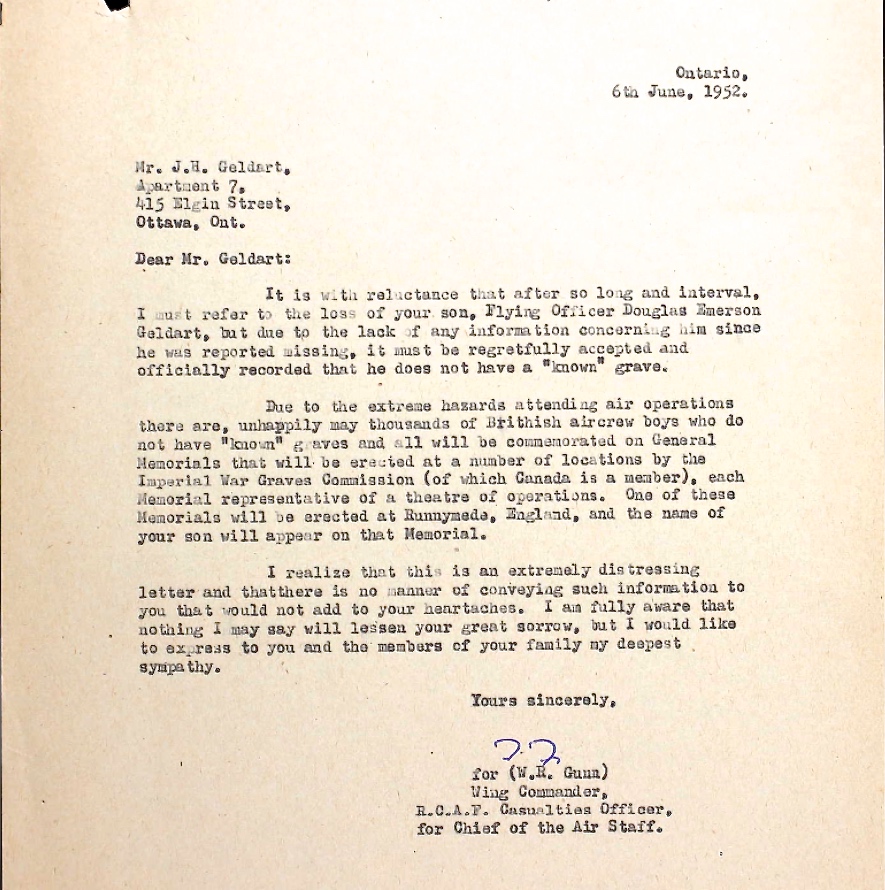 Ontario,
6th June, 1952.
Mr. J.H. Geldart,
Apartment 7,
415 Elgin Street,
Ottawa, Ont.
Dear Mr. Geldart:
It is with reluctance that after so long and interval,
I must refer to the loss of your son, Flying Officer Douglas Emerson
Geldart, but due to the lack of any information concerning him since
he was reported missing, it must be regretfully accepted and
officially recorded that he does not have a "known" grave.
Due to the extreme hazards attending air operations
there are, unhappily may thousands of Brithish aircrew boys who do
not have "known" graves and all will be commemorated on General
Memorials that will be erected at a number of locations by the
Imperial War Graves Commission (of which Canada is a member), each
Memorial representative of a theatre of operations. One of these
Memorials will be erected at Runnymede, England, and the name of
your son will appear on that Memorial.
I realize that this is an extremely distressing
letter and thatthere is no manner of conveying such information to
you that would not add to your heartaches. I am fully aware that
nothing I may say will lessen your great sorrow, but I would like
to express to you and the members of your family my deepest
sympathy.
Yours sincerely,
for (W.R. Gunn)
Wing Commander,
R.C.A.F. Casualties Officer,
for Chief of the Air Staff.